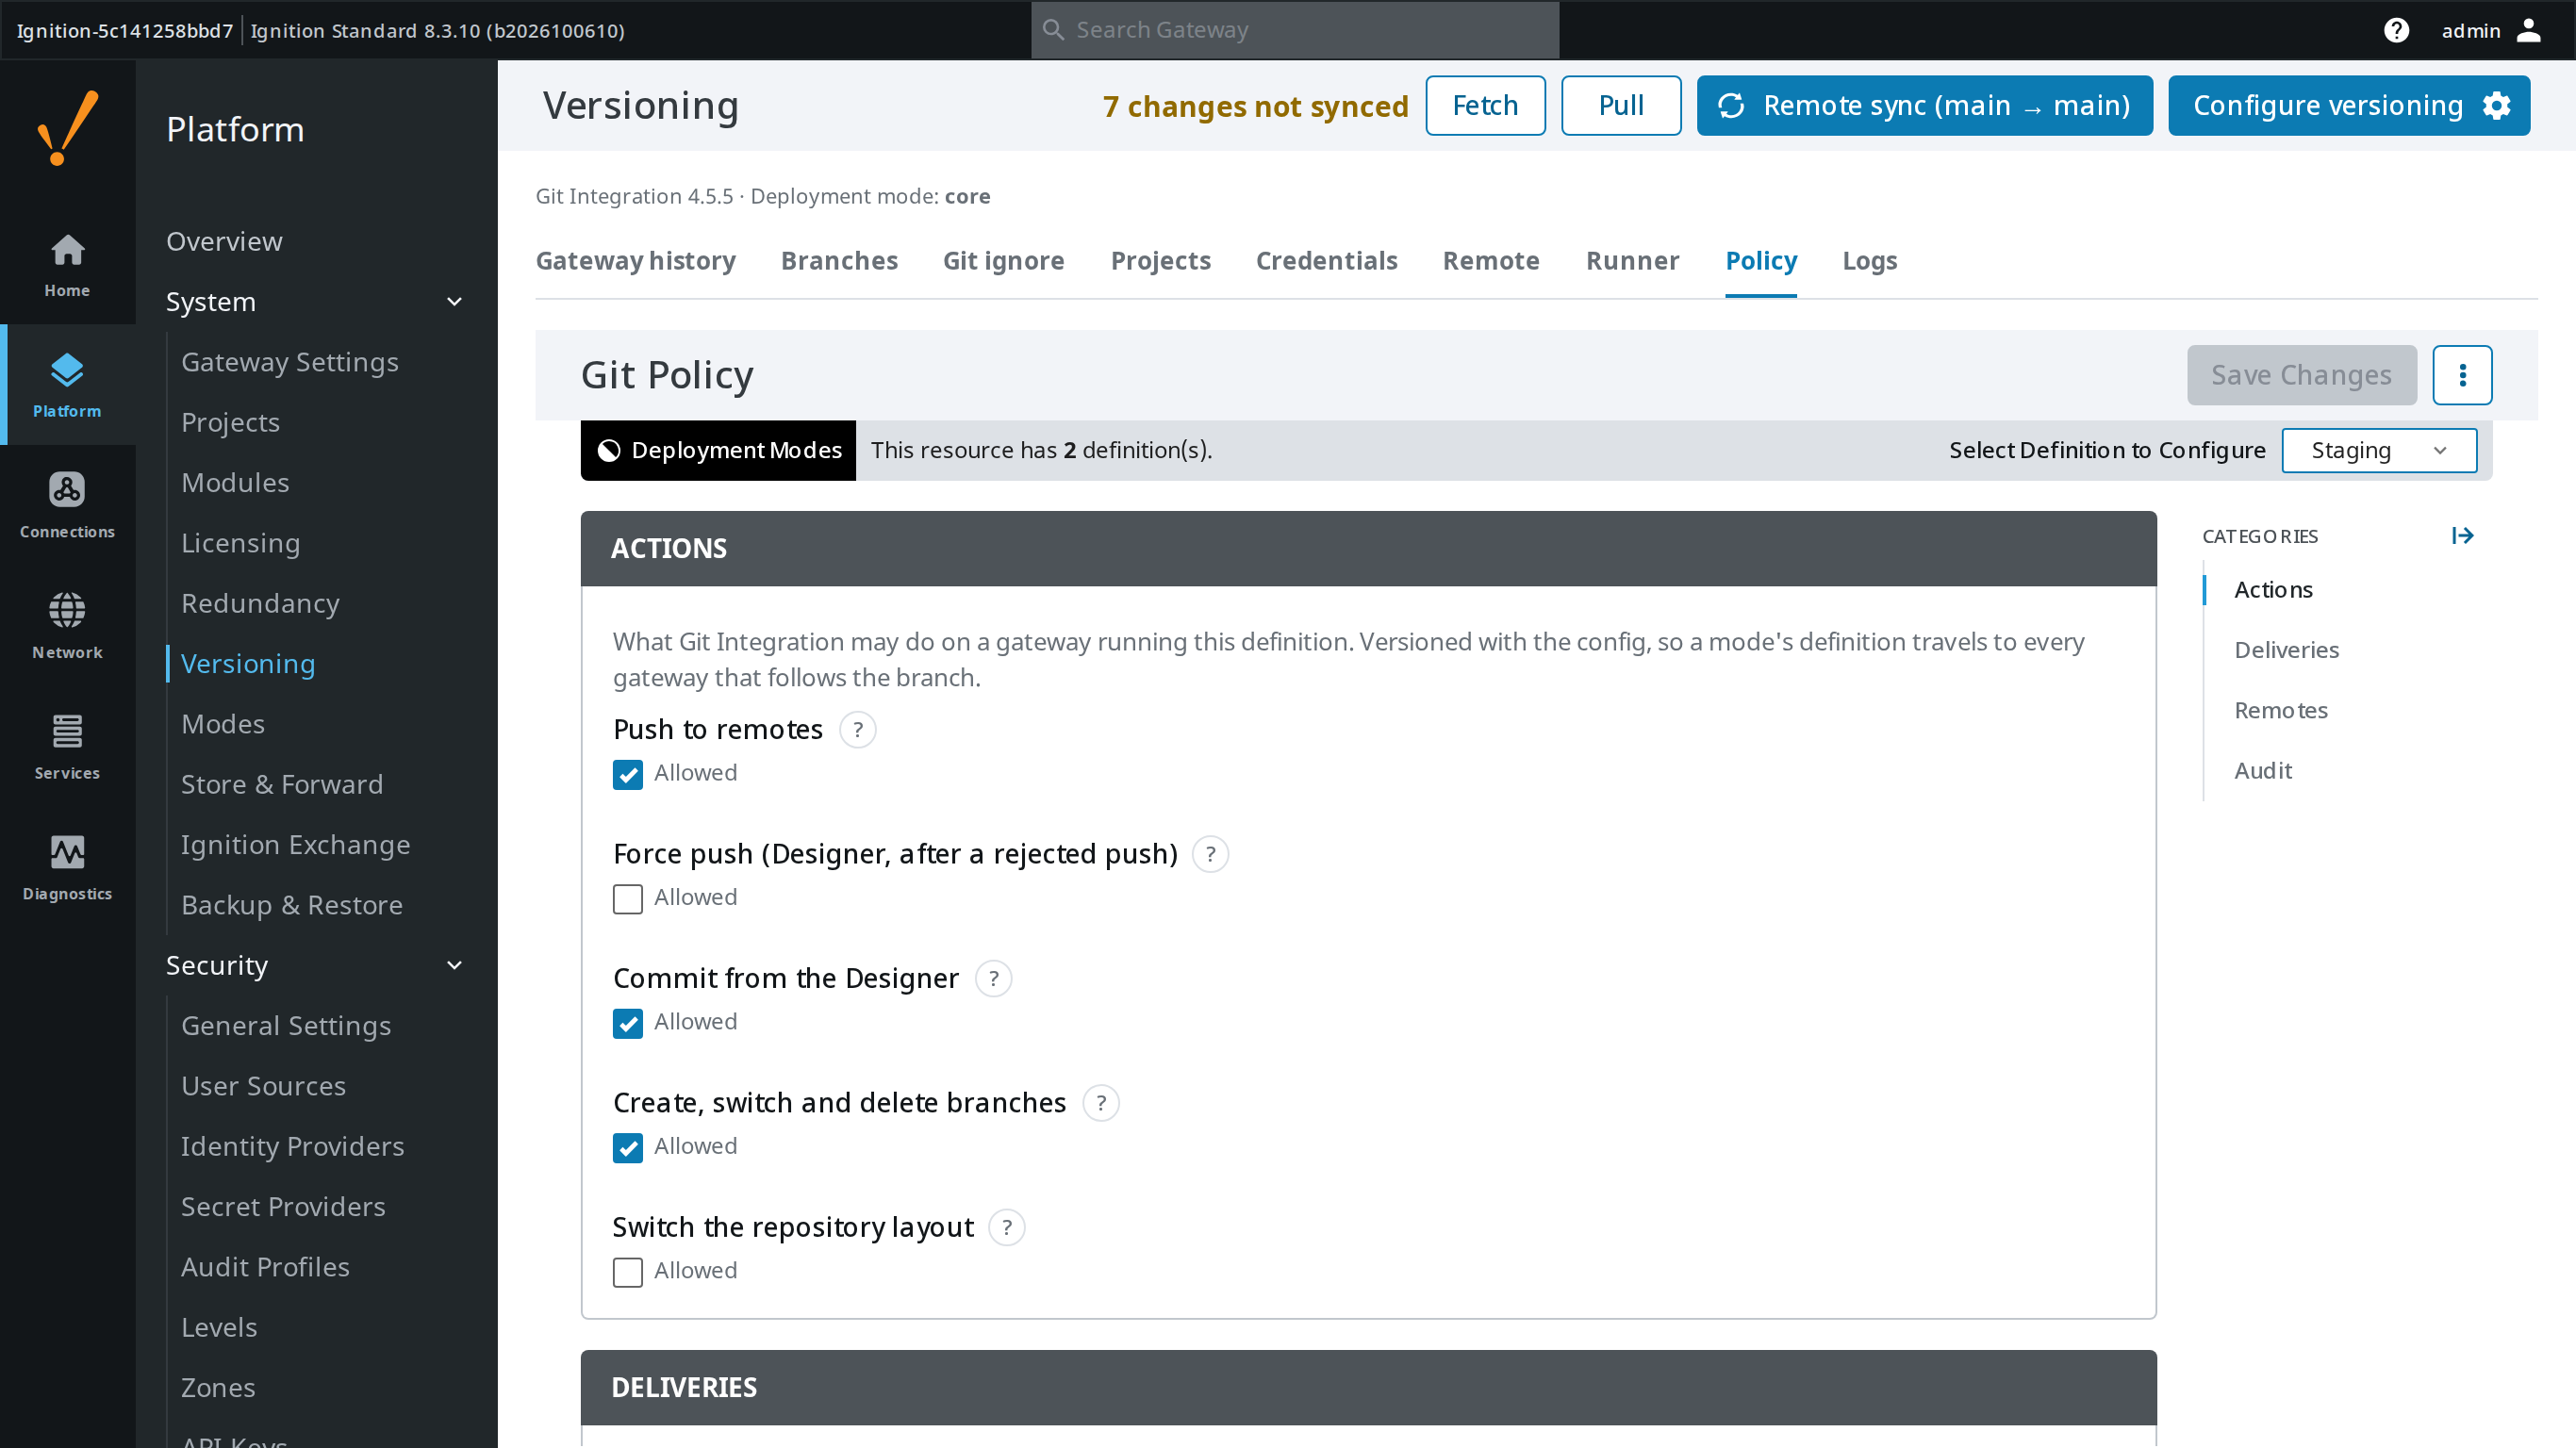 Ignition-5c141258bbd7 | Ignition Standard 8.3.10 (b2026100610)
Search Gateway
admin
Home
Platform
Connections
Network
Services
Diagnostics
Platform
Overview
System
Gateway Settings
Projects
Modules
Licensing
Redundancy
Versioning
Modes
Store & Forward
Ignition Exchange
Backup & Restore
Security
General Settings
User Sources
Identity Providers
Secret Providers
Audit Profiles
Levels
Zones
API Keys
Versioning
7 changes not synced
Fetch
Pull
Remote sync (main → main)
Configure versioning
Git Integration 4.5.5 · Deployment mode: core
Gateway history
Branches
Git ignore
Projects
Credentials
Remote
Runner
Policy
Logs
Git Policy
Save Changes
Deployment Modes
This resource has 2 definition(s).
Select Definition to Configure
Staging
ACTIONS
What Git Integration may do on a gateway running this definition. Versioned with the config, so a mode's definition travels to every
gateway that follows the branch.
Push to remotes ?
Allowed
Force push (Designer, after a rejected push) ?
Allowed
Commit from the Designer ?
Allowed
Create, switch and delete branches ?
Allowed
Switch the repository layout ?
Allowed
DELIVERIES
CATEGORIES
Actions
Deliveries
Remotes
Audit